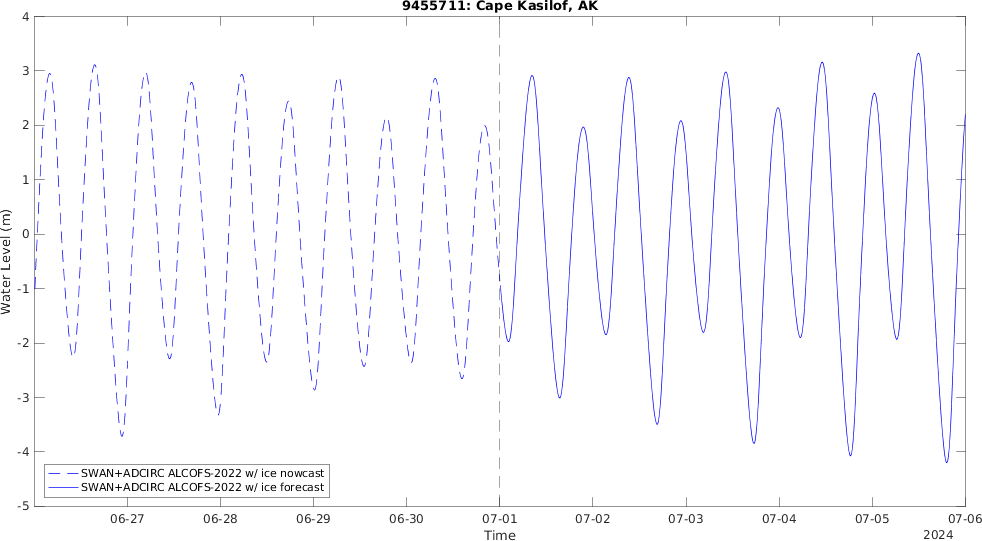 9455711: Cape Kasilof, AK
4
3
2
1
0
-1
-2
-3
-4
-5
Water Level (m)
SWAN+ADCIRC ALCOFS-2022 w/ ice nowcast
SWAN+ADCIRC ALCOFS-2022 w/ ice forecast
06-27 06-28 06-29 06-30 07-01 07-02 07-03 07-04 07-05 07-06
Time
2024